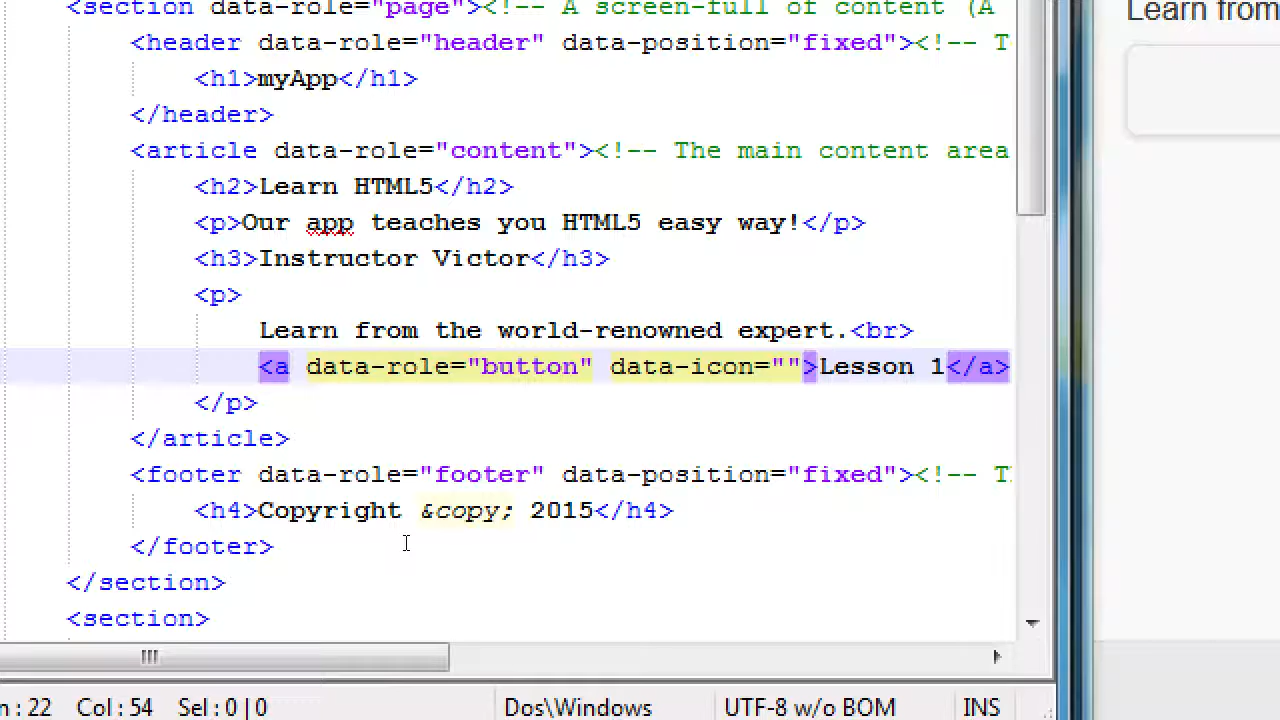 <section data-role="page"><!-- A screen-full of content (A
<header data-role="header" data-position="fixed"><!-- T
<h1>myApp</h1>
</header>
<article data-role="content"><!-- The main content area
<h2>Learn HTML5</h2>
<p>Our app teaches you HTML5 easy way!</p>
<h3>Instructor Victor</h3>
<p>
Learn from the world-renowned expert.<br>
<a data-role="button" data-icon="">Lesson 1</a>
</p>
</article>
<footer data-role="footer" data-position="fixed"><!-- T
<h4>Copyright &copy; 2015</h4>
</footer>
</section>
<section>
n : 22 Col : 54 Sel : 0 | 0 Dos\Windows UTF-8 w/o BOM INS
Learn from